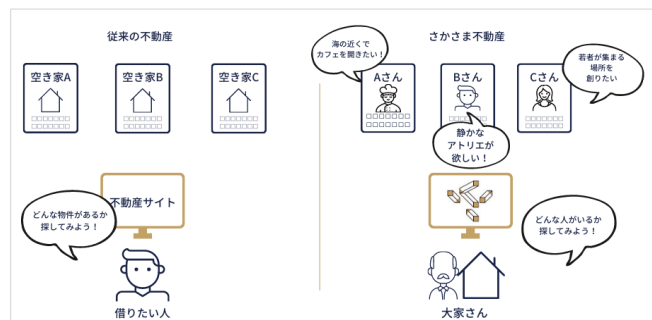 従来の不動産
空き家A
空き家B
空き家C
不動産サイト
どんな物件があるか
探してみよう！
借りたい人
さかさま不動産
海の近くで
カフェを開きたい！
Aさん
Bさん
Cさん
若者が集まる
場所を
創りたい
静かな
アトリエが
欲しい！
どんな人がいるか
探してみよう！
大家さん